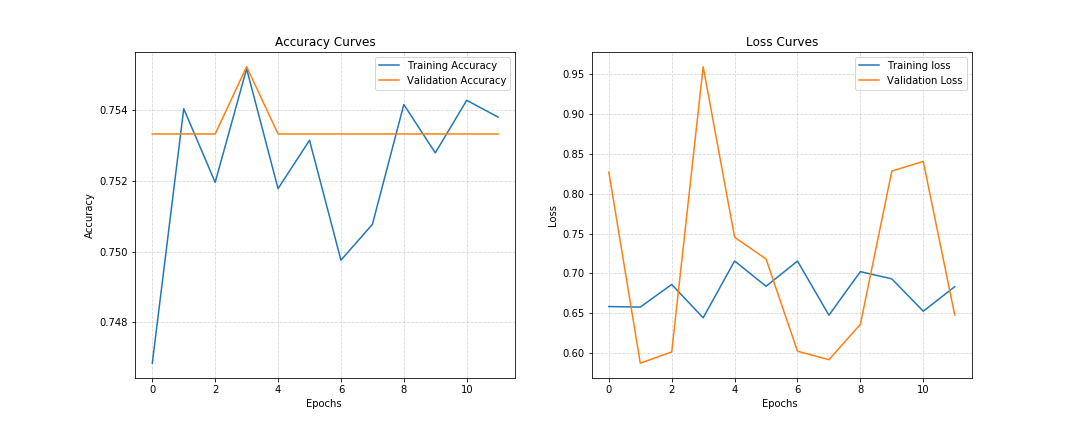 Accuracy Curves
Training Accuracy
Validation Accuracy
0.754
0.752
0.750
0.748
Accuracy
0 2 4 6 8 10
Epochs
Loss Curves
Training loss
Validation Loss
0.95
0.90
0.85
0.80
0.75
0.70
0.65
0.60
Loss
0 2 4 6 8 10
Epochs